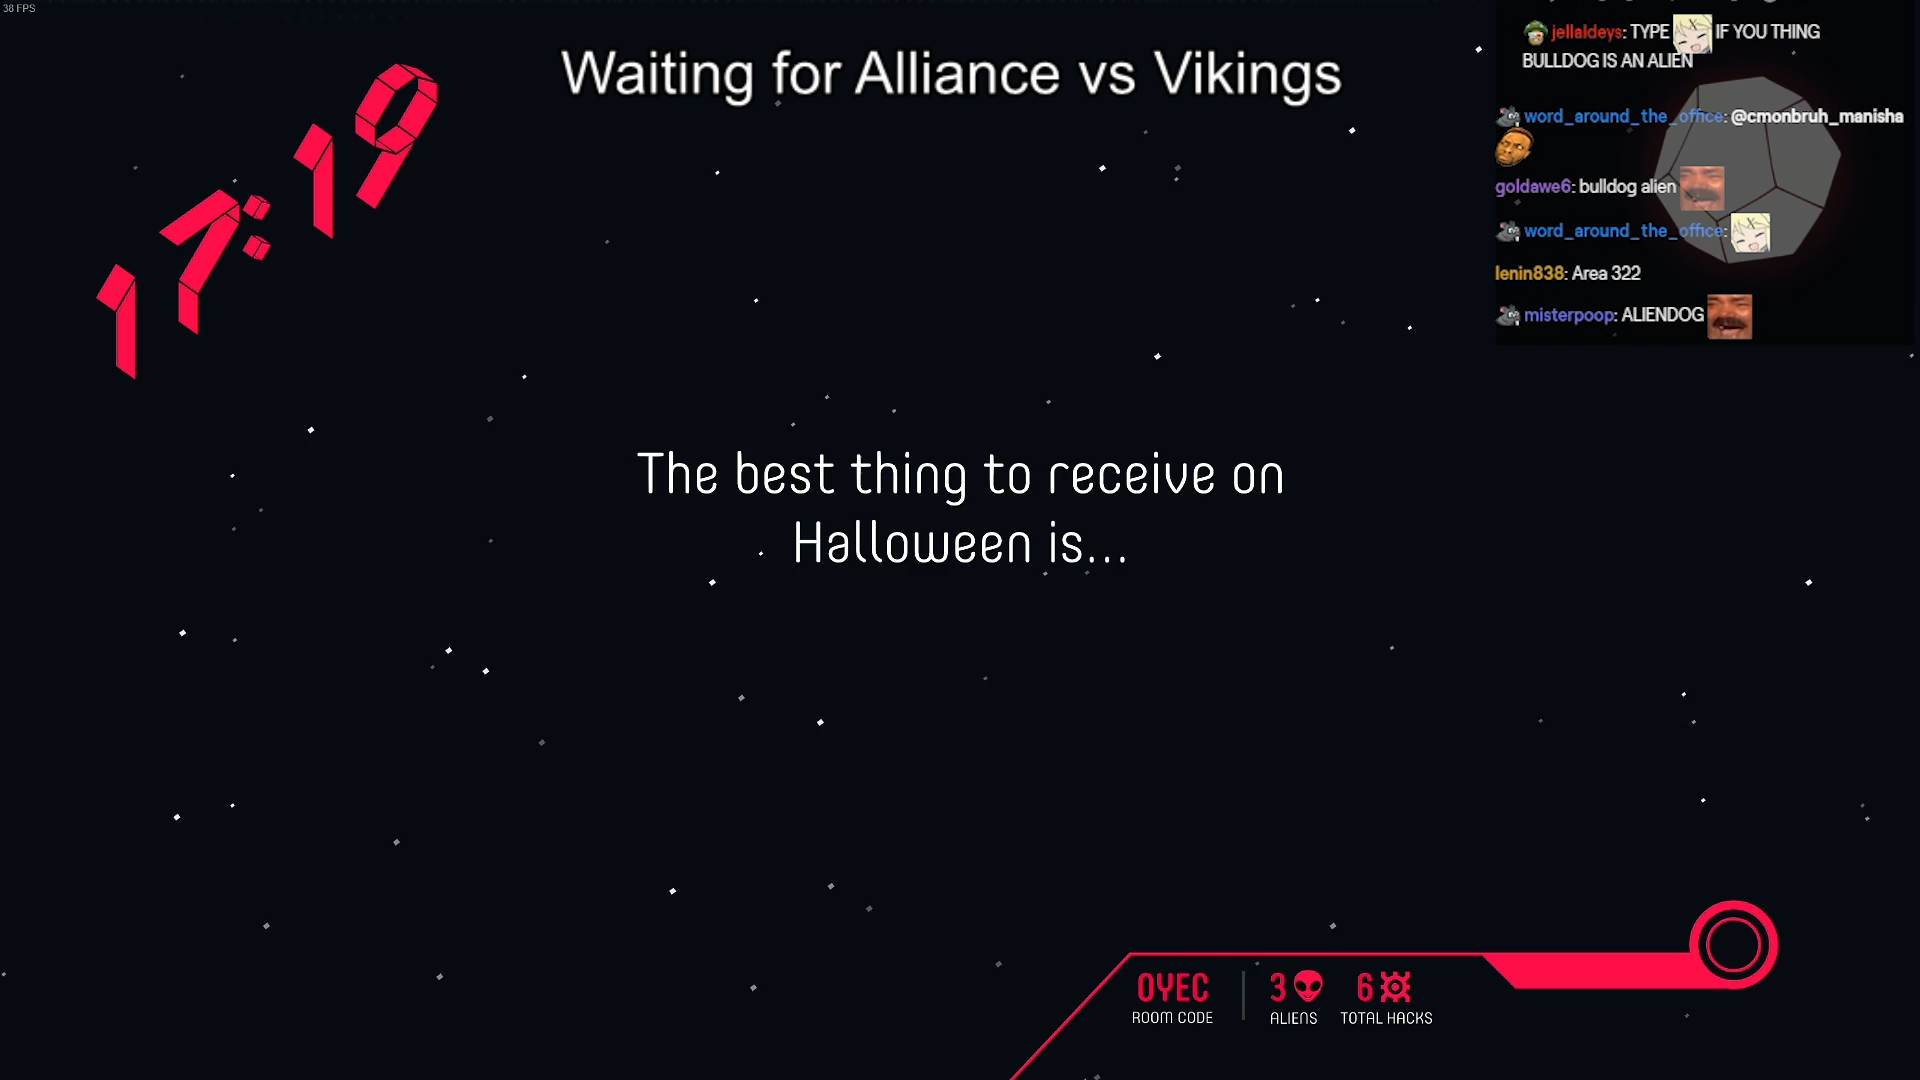 38 FPS
Waiting for Alliance vs Vikings
17:19
jellaldeys: TYPE IF YOU THING
BULLDOG IS AN ALIEN
word_around_the_office: @cmonbruh_manisha
goldawe6: bulldog alien
word_around_the_office:
lenin838: Area 322
misterpoop: ALIENDOG
The best thing to receive on
Halloween is...
OYEC
ROOM CODE
3
ALIENS
6
TOTAL HACKS